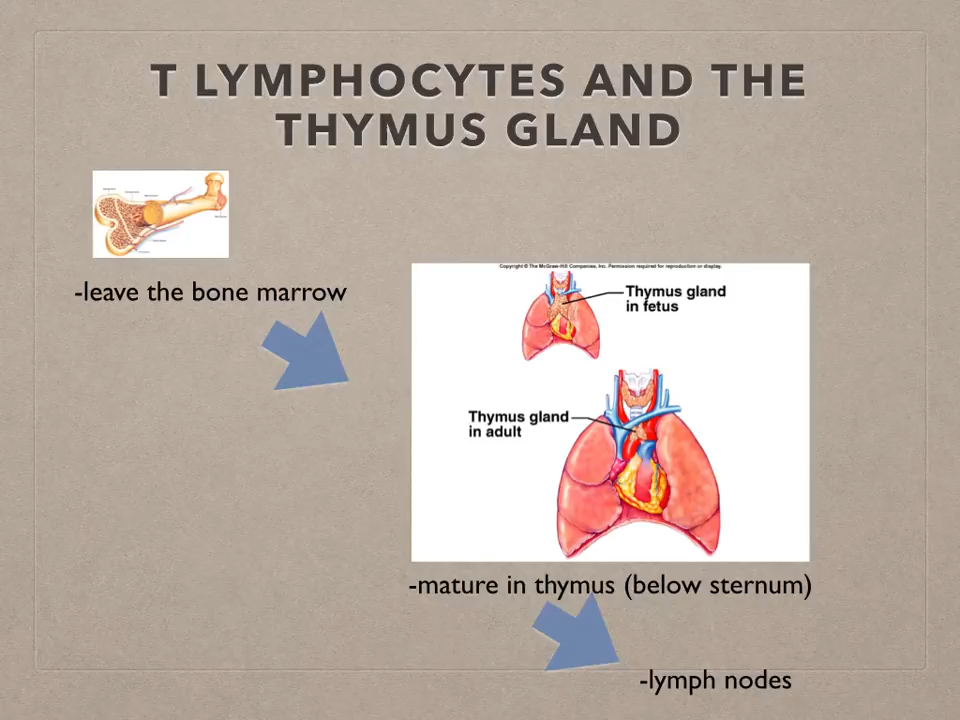 T LYMPHOCYTES AND THE
THYMUS GLAND
-leave the bone marrow
Copyright © The McGraw-Hill Companies, Inc. Permission required for reproduction or display.
Thymus gland
in fetus
Thymus gland
in adult
-mature in thymus (below sternum)
-lymph nodes